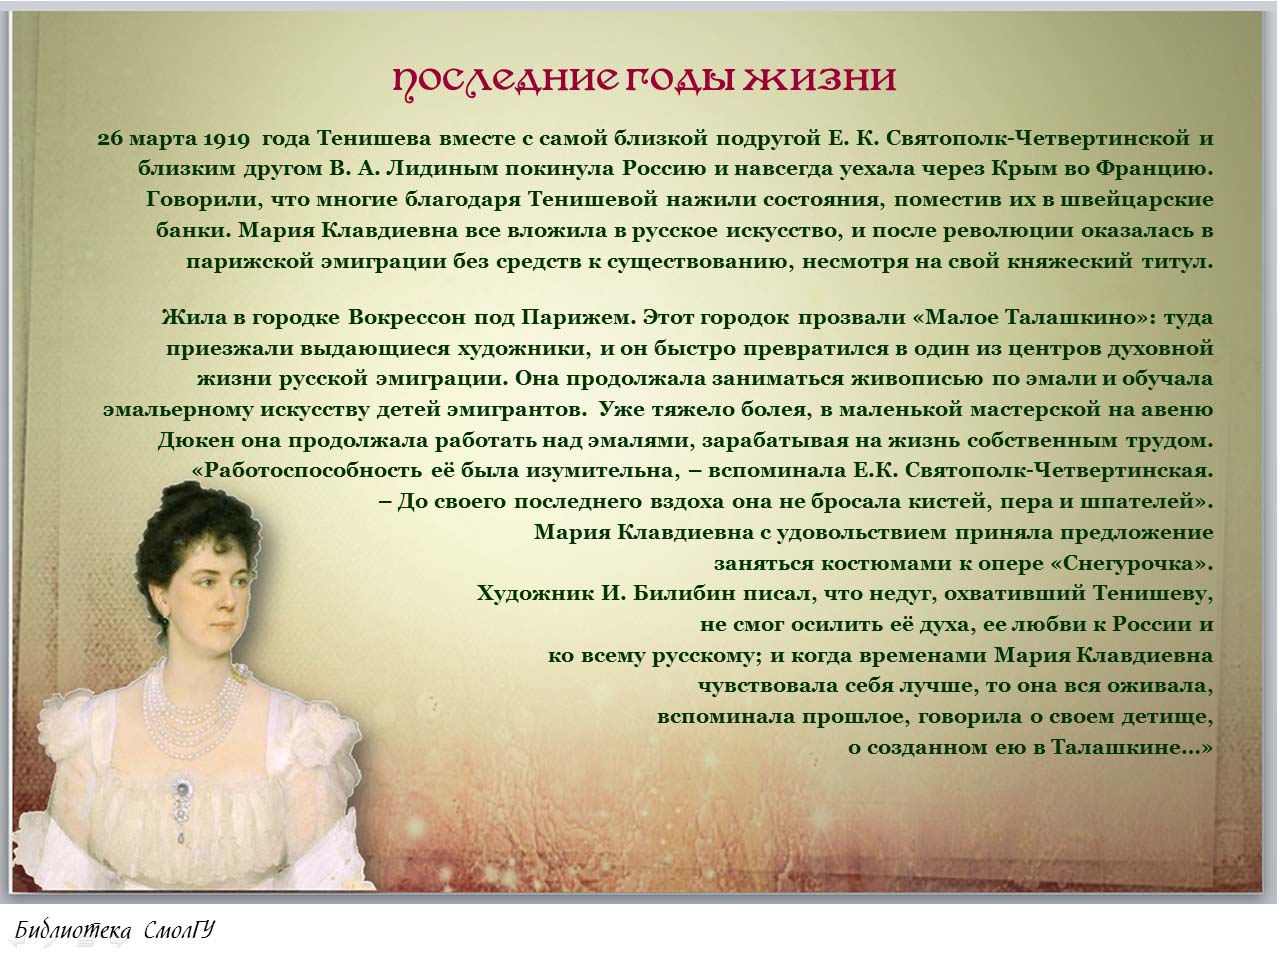 последние годы жизни
26 марта 1919 года Тенишева вместе с самой близкой подругой Е. К. Святополк-Четвертинской и
близким другом В. А. Лидиным покинула Россию и навсегда уехала через Крым во Францию.
Говорили, что многие благодаря Тенишевой нажили состояния, поместив их в швейцарские
банки. Мария Клавдиевна все вложила в русское искусство, и после революции оказалась в
парижской эмиграции без средств к существованию, несмотря на свой княжеский титул.
Жила в городке Вокрессон под Парижем. Этот городок прозвали «Малое Талашкино»: туда
приезжали выдающиеся художники, и он быстро превратился в один из центров духовной
жизни русской эмиграции. Она продолжала заниматься живописью по эмали и обучала
эмальерному искусству детей эмигрантов. Уже тяжело болея, в маленькой мастерской на авеню
Дюкен она продолжала работать над эмалями, зарабатывая на жизнь собственным трудом.
«Работоспособность её была изумительна, – вспоминала Е.К. Святополк-Четвертинская.
– До своего последнего вздоха она не бросала кистей, пера и шпателей».
Мария Клавдиевна с удовольствием приняла предложение
заняться костюмами к опере «Снегурочка».
Художник И. Билибин писал, что недуг, охвативший Тенишеву,
не смог осилить её духа, ее любви к России и
ко всему русскому; и когда временами Мария Клавдиевна
чувствовала себя лучше, то она вся оживала,
вспоминала прошлое, говорила о своем детище,
о созданном ею в Талашкине…»
Библиотека СмолГУ